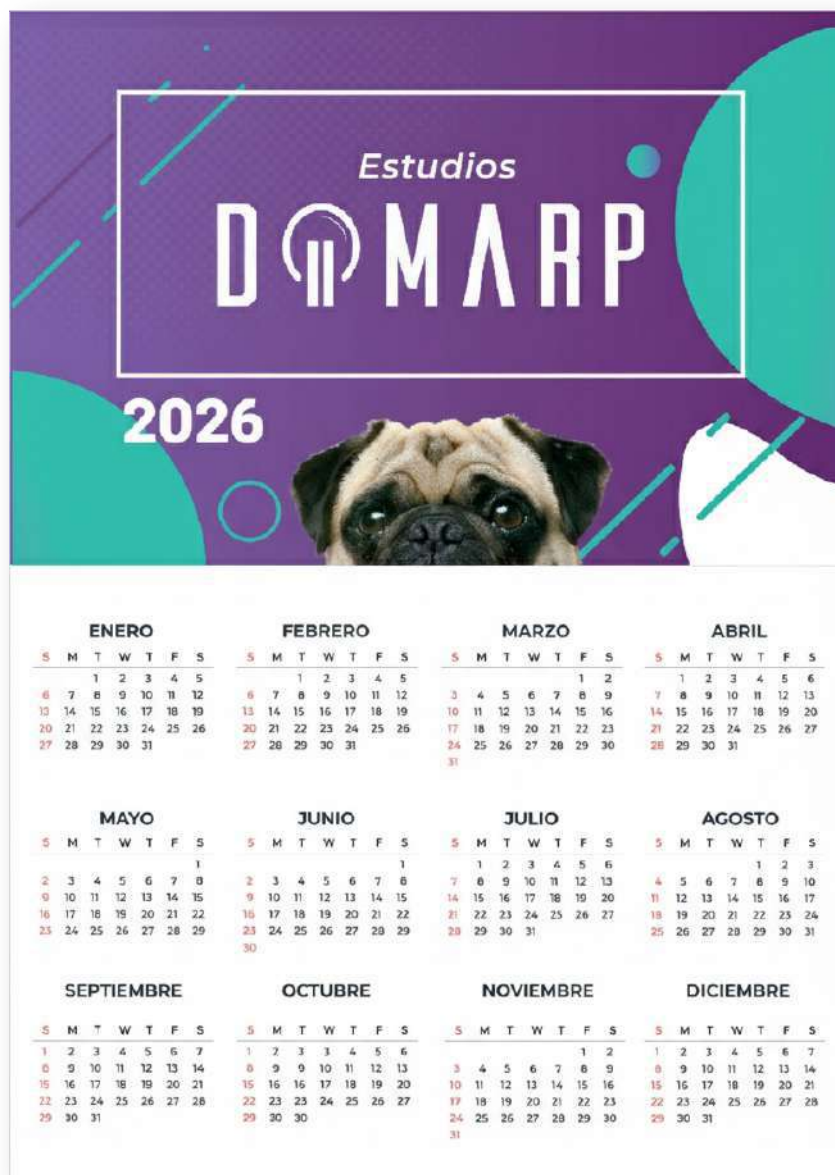 Estudios
DOMARP
2026
ENERO
S M T W T F S
1 2 3 4 5
6 7 8 9 10 11 12
13 14 15 16 17 18 19
20 21 22 23 24 25 26
27 28 29 30 31
FEBRERO
S M T W T F S
1 2 3 4 5
6 7 8 9 10 11 12
13 14 15 16 17 18 19
20 21 22 23 24 25 26
27 28 29 30 31
MARZO
S M T W T F S
1 2
3 4 5 6 7 8 9
10 11 12 13 14 15 16
17 18 19 20 21 22 23
24 25 26 27 28 29 30
31
ABRIL
S M T W T F S
1 2 3 4 5 6
7 8 9 10 11 12 13
14 15 16 17 18 19 20
21 22 23 24 25 26 27
28 29 30 31
MAYO
S M T W T F S
1
2 3 4 5 6 7 8
9 10 11 12 13 14 15
16 17 18 19 20 21 22
23 24 25 26 27 28 29
JUNIO
S M T W T F S
1
2 3 4 5 6 7 8
9 10 11 12 13 14 15
16 17 18 19 20 21 22
23 24 25 26 27 28 29
30
JULIO
S M T W T F S
1 2 3 4 5 6
7 8 9 10 11 12 13
14 15 16 17 18 19 20
21 22 23 24 25 26 27
28 29 30 31
AGOSTO
S M T W T F S
1 2 3
4 5 6 7 8 9 10
11 12 13 14 15 16 17
18 19 20 21 22 23 24
25 26 27 28 29 30 31
SEPTIEMBRE
S M T W T F S
1 2 3 4 5 6 7
8 9 10 11 12 13 14
15 16 17 18 19 20 21
22 23 24 25 26 27 28
29 30 31
OCTUBRE
S M T W T F S
1 2 3 3 4 5 6
8 9 9 10 11 12 13
15 16 16 17 18 19 20
22 23 23 24 25 26 27
29 30 30
NOVIEMBRE
S M T W T F S
1 2
3 4 5 6 7 8 9
10 11 12 13 14 15 16
17 18 19 20 21 22 23
24 25 26 27 28 29 30
31
DICIEMBRE
S M T W T F S
1 2 3 4 5 6 7
8 9 10 11 12 13 14
15 16 17 18 19 20 21
22 23 24 25 26 27 28
29 30 31